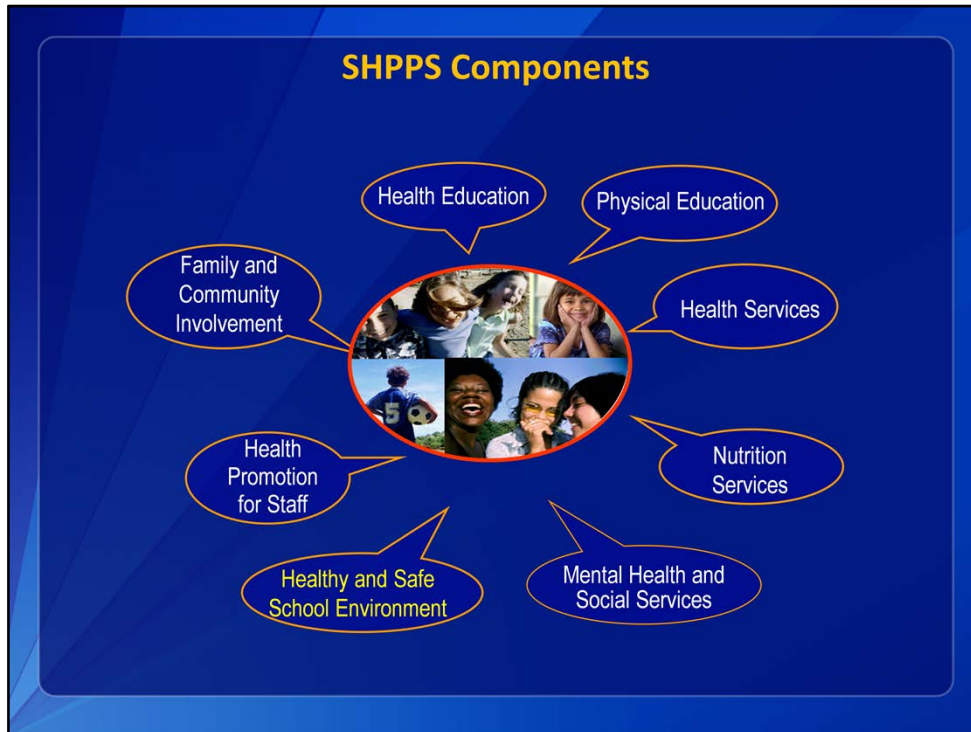 SHPPS Components
Health Education
Physical Education
Family and
Community
Involvement
Health Services
5
Health
Promotion
for Staff
Nutrition
Services
Healthy and Safe
School Environment
Mental Health and
Social Services